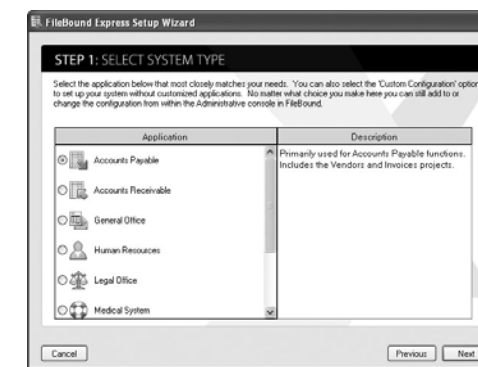 FileBound Express Setup Wizard
STEP 1: SELECT SYSTEM TYPE
Select the application below that most closely matches your needs. You can also select the 'Custom Configuration' option
to set up your system without customized applications. No matter what choice you make here you can still add to or
change the configuration from within the Administrative console in FileBound.
Application
Description
Accounts Payable
Primarily used for Accounts Payable functions.
Includes the Vendors and Invoices projects.
Accounts Receivable
General Office
Human Resources
Legal Office
Medical System
Cancel
Previous
Next